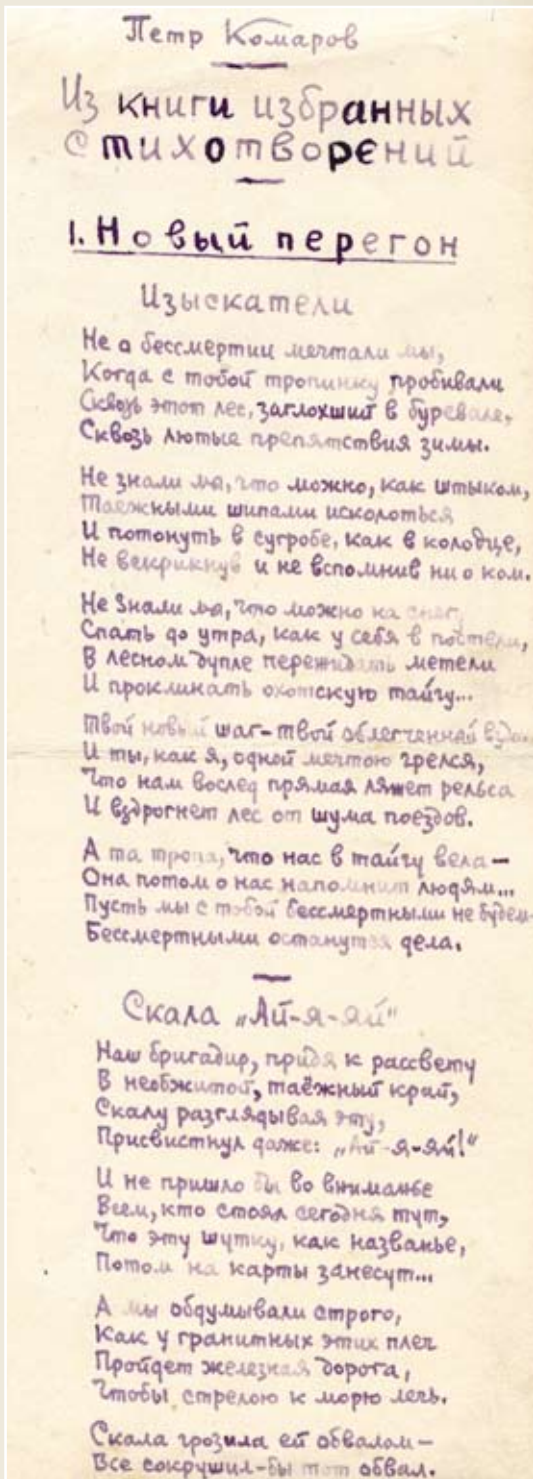 Петр Комаров
Из книги избранных
стихотворений
1. Новый перегон
Изыскатели
Не о бессмертии мечтали мы,
Когда с тобой тропинку пробивали
Сквозь этот лес, заглохший в буревале,
Сквозь лютые препятствия зимы.
Не знали мы, что можно, как штыком,
Таежными шипами исколоться
И потонуть в сугробе, как в колодце,
Не вскрикнув и не вспомнив ни о ком.
Не знали мы, что можно на снегу
Спать до утра, как у себя в постели,
В лесном дупле пережидать метели
И проклинать охотскую тайгу...
Твой новый шаг – твой облегченный
И ты, как я, одной мечтою грелся,
Что нам вослед прямая ляжет рельса
И вздрогнет лес от шума поездов.
А та тропа, что нас в тайгу вела –
Она потом о нас напомнит людям...
Пусть мы с тобой бессмертными не будем –
Бессмертными останутся дела.
Скала „Ай-я-яй"
Наш бригадир, придя к рассвету
В необжитой, таёжный край,
Скалу разглядывая эту,
Присвистнул даже: „Ай-я-яй!"
И не пришло бы во вниманье
Всем, кто стоял сегодня тут,
Что эту шутку, как названье,
Потом на карты занесут...
А мы обдумывали строго,
Как у гранитных этих плеч
Пройдет железная дорога,
Чтобы стрелою к морю лечь.
Скала грозила ей обвалом –
Все сокрушил-бы тот обвал.